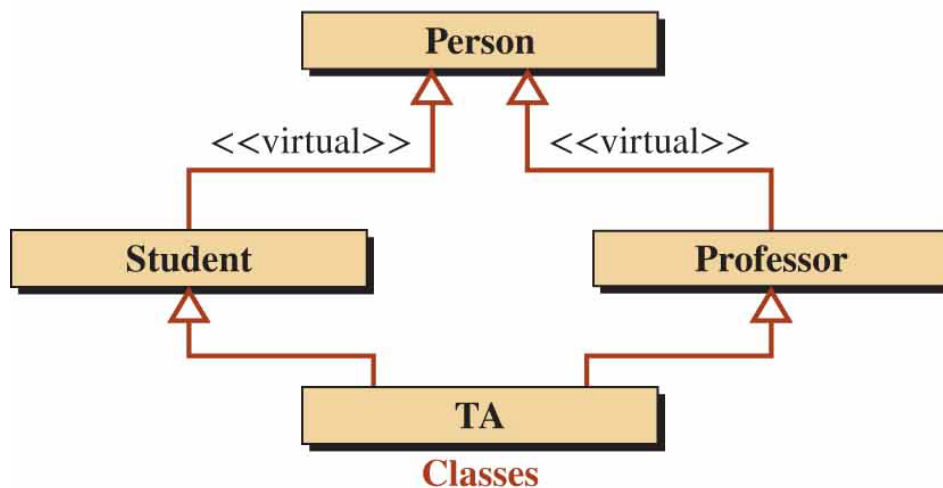 Person
<<virtual>> <<virtual>>
Student Professor
TA
Classes